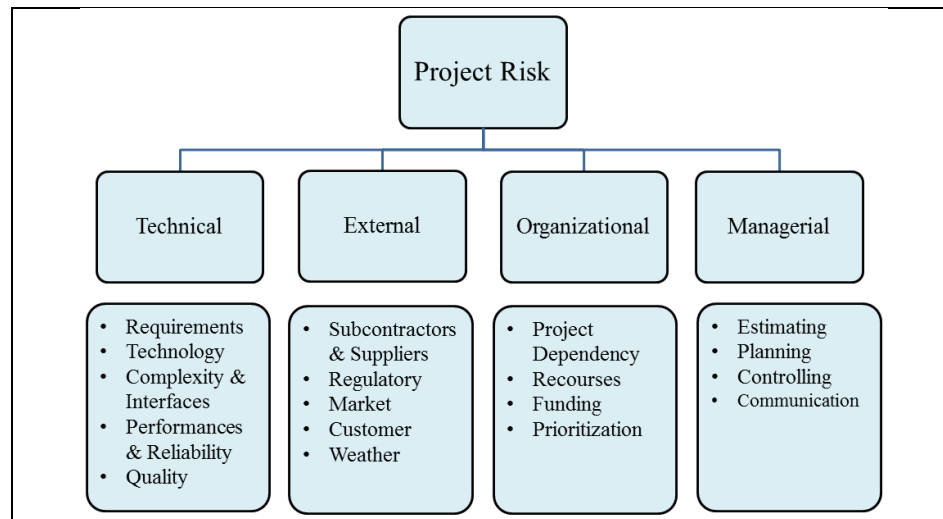 Project Risk
Technical
External
Organizational
Managerial
• Requirements
• Technology
• Complexity &
Interfaces
• Performances
& Reliability
• Quality
• Subcontractors
& Suppliers
• Regulatory
• Market
• Customer
• Weather
• Project
Dependency
• Recourses
• Funding
• Prioritization
• Estimating
• Planning
• Controlling
• Communication